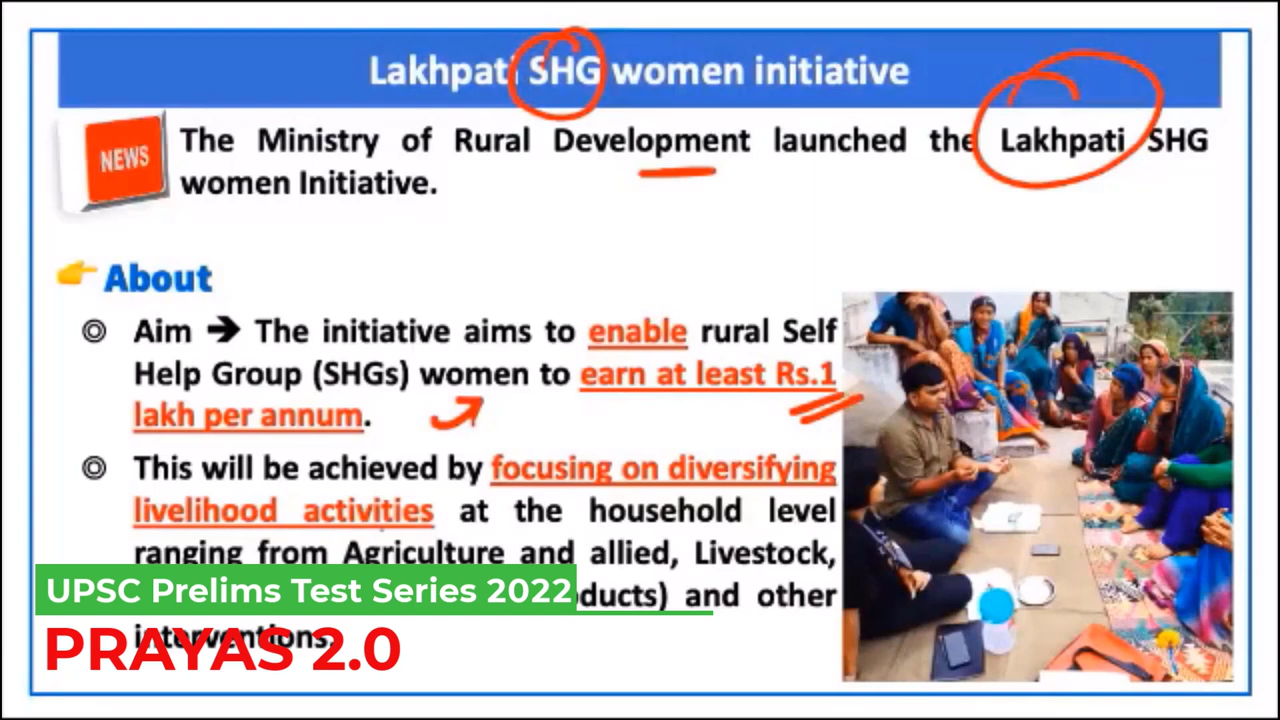 Lakhpati SHG women initiative
NEWS
The Ministry of Rural Development launched the Lakhpati SHG
women Initiative.
About
Aim ➔ The initiative aims to enable rural Self
Help Group (SHGs) women to earn at least Rs.1
lakh per annum.
This will be achieved by focusing on diversifying
livelihood activities at the household level
ranging from Agriculture and allied, Livestock,
UPSC Prelims Test Series 2022
and other
interventions.
PRAYAS 2.0